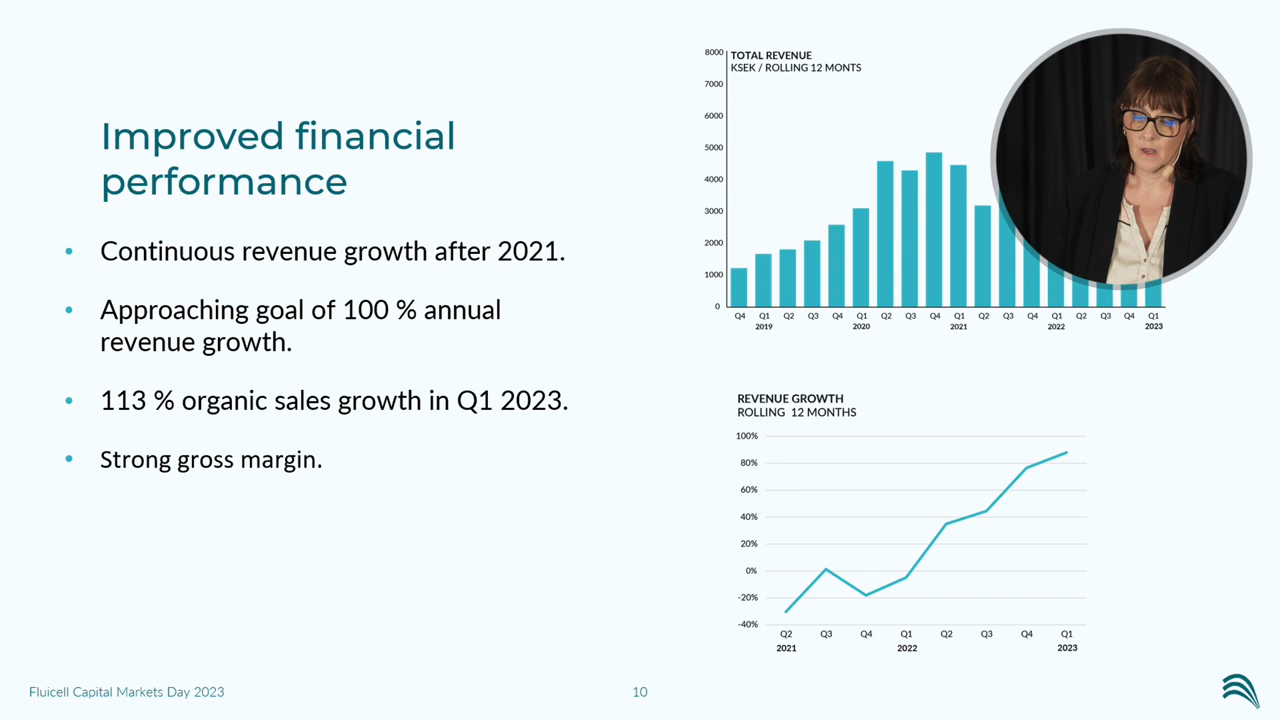 Improved financial
performance
• Continuous revenue growth after 2021.
• Approaching goal of 100 % annual
revenue growth.
• 113 % organic sales growth in Q1 2023.
• Strong gross margin.
TOTAL REVENUE
KSEK / ROLLING 12 MONTS
8000
7000
6000
5000
4000
3000
2000
1000
0
Q4 Q1 Q2 Q3 Q4 Q1 Q2 Q3 Q4 Q1 Q2 Q3 Q4 Q1 Q2 Q3 Q4 Q1
2019 2020 2021 2022 2023
REVENUE GROWTH
ROLLING 12 MONTHS
100%
80%
60%
40%
20%
0%
-20%
-40%
Q2 Q3 Q4 Q1 Q2 Q3 Q4 Q1
2021 2022 2023
Fluicell Capital Markets Day 2023
10